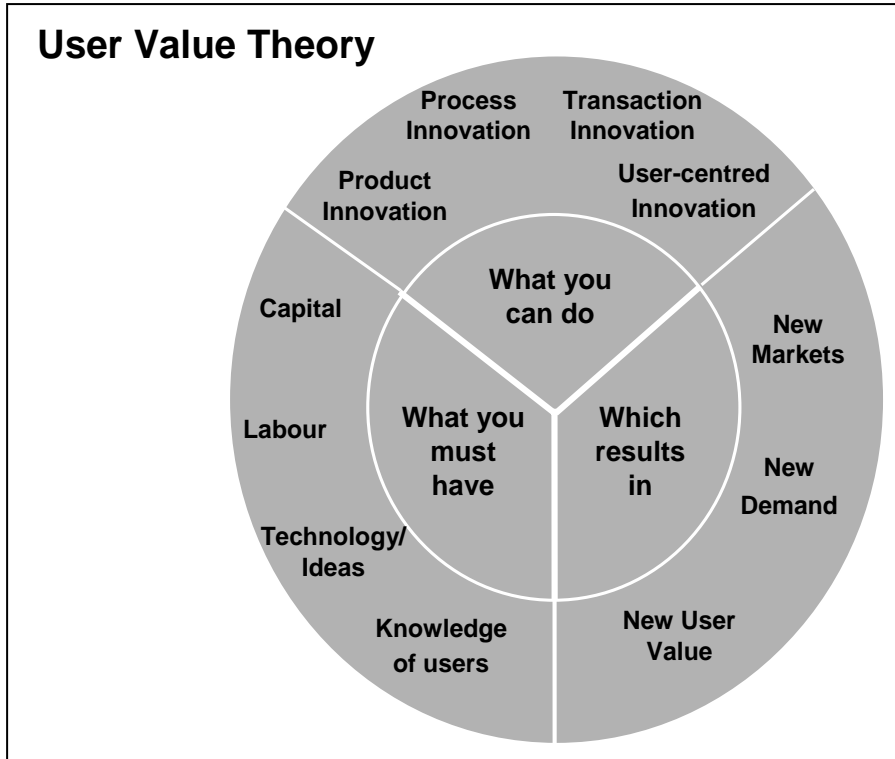 User Value Theory
Process
Innovation
Transaction
Innovation
Product
Innovation
User-centred
Innovation
What you
can do
Capital
Labour
Technology/
Ideas
Knowledge
of users
What you
must
have
Which
results
in
New
Markets
New
Demand
New User
Value